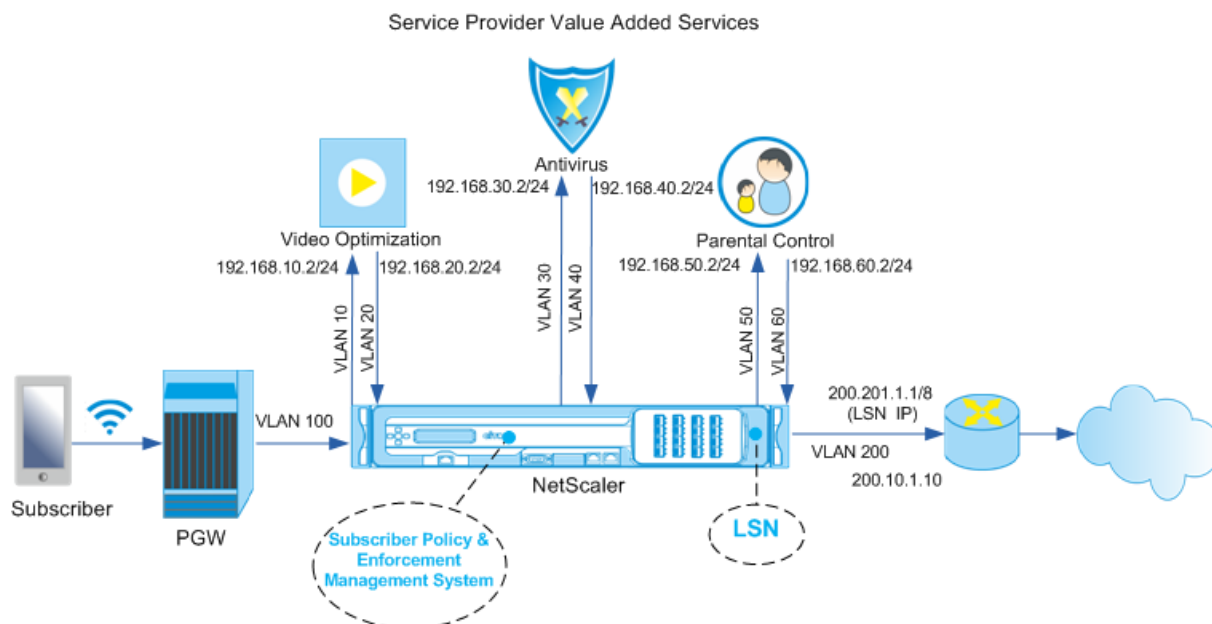 Service Provider Value Added Services
Antivirus
192.168.30.2/24
192.168.40.2/24
Video Optimization
192.168.10.2/24
192.168.20.2/24
Parental Control
192.168.50.2/24
192.168.60.2/24
VLAN 10
VLAN 20
VLAN 30
VLAN 40
VLAN 50
VLAN 60
Subscriber
PGW
VLAN 100
NetScaler
200.201.1.1/8
(LSN IP)
VLAN 200
200.10.1.10
Subscriber Policy &
Enforcement
Management System
LSN